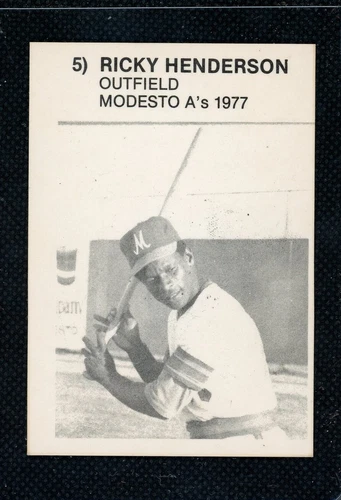 5) RICKY HENDERSON
OUTFIELD
MODESTO A's 1977
M